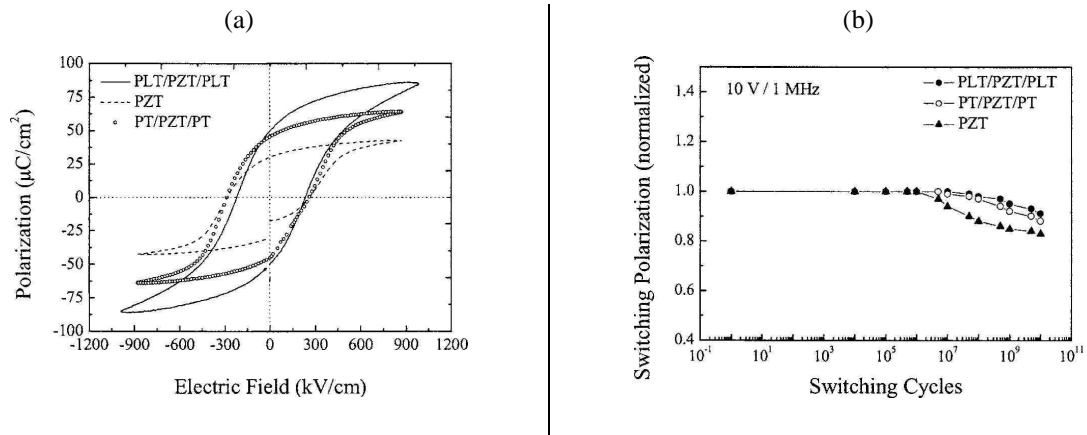 (a)
100
75
50
25
0
-25
-50
-75
-100
Polarization (μC/cm²)
PLT/PZT/PLT
PZT
PT/PZT/PT
-1200 -900 -600 -300 0 300 600 900 1200
Electric Field (kV/cm)
(b)
1.4
1.2
1.0
0.8
0.6
0.4
Switching Polarization (normalized)
10 V / 1 MHz
PLT/PZT/PLT
PT/PZT/PT
PZT
10⁻¹ 10¹ 10³ 10⁵ 10⁷ 10⁹ 10¹¹
Switching Cycles